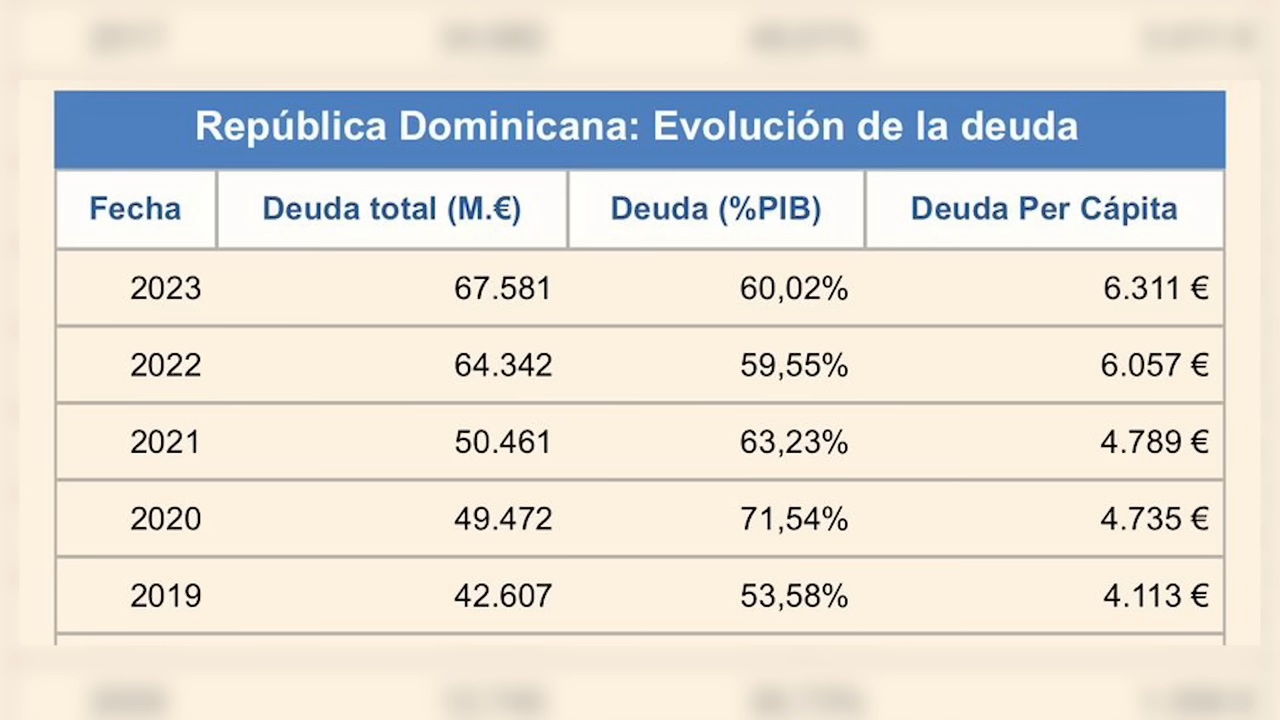 República Dominicana: Evolución de la deuda
Fecha Deuda total (M.€) Deuda (%PIB) Deuda Per Cápita
2023 67.581 60,02% 6.311 €
2022 64.342 59,55% 6.057 €
2021 50.461 63,23% 4.789 €
2020 49.472 71,54% 4.735 €
2019 42.607 53,58% 4.113 €